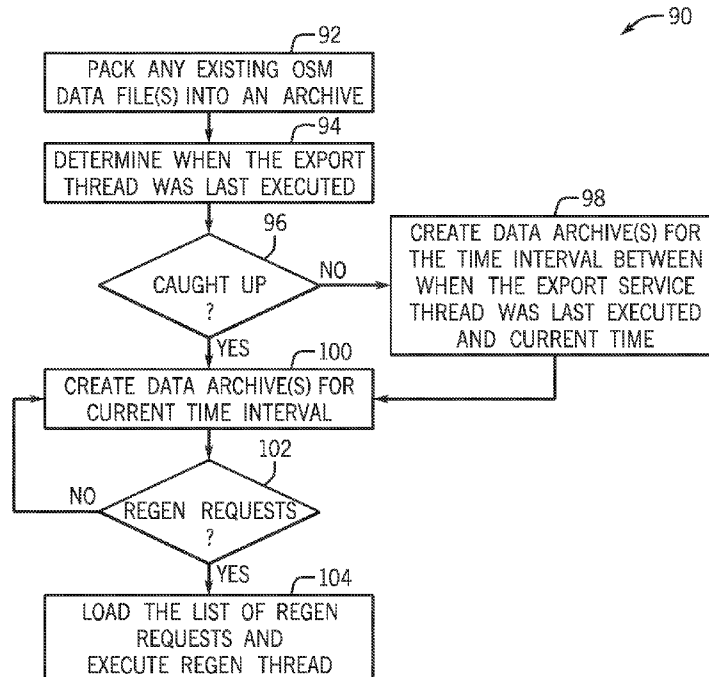 90
92
PACK ANY EXISTING OSM
DATA FILE(S) INTO AN ARCHIVE
94
DETERMINE WHEN THE EXPORT
THREAD WAS LAST EXECUTED
96
CAUGHT UP
?
NO
YES
98
CREATE DATA ARCHIVE(S) FOR
THE TIME INTERVAL BETWEEN
WHEN THE EXPORT SERVICE
THREAD WAS LAST EXECUTED
AND CURRENT TIME
100
CREATE DATA ARCHIVE(S) FOR
CURRENT TIME INTERVAL
102
REGEN REQUESTS
?
NO
YES
104
LOAD THE LIST OF REGEN
REQUESTS AND
EXECUTE REGEN THREAD